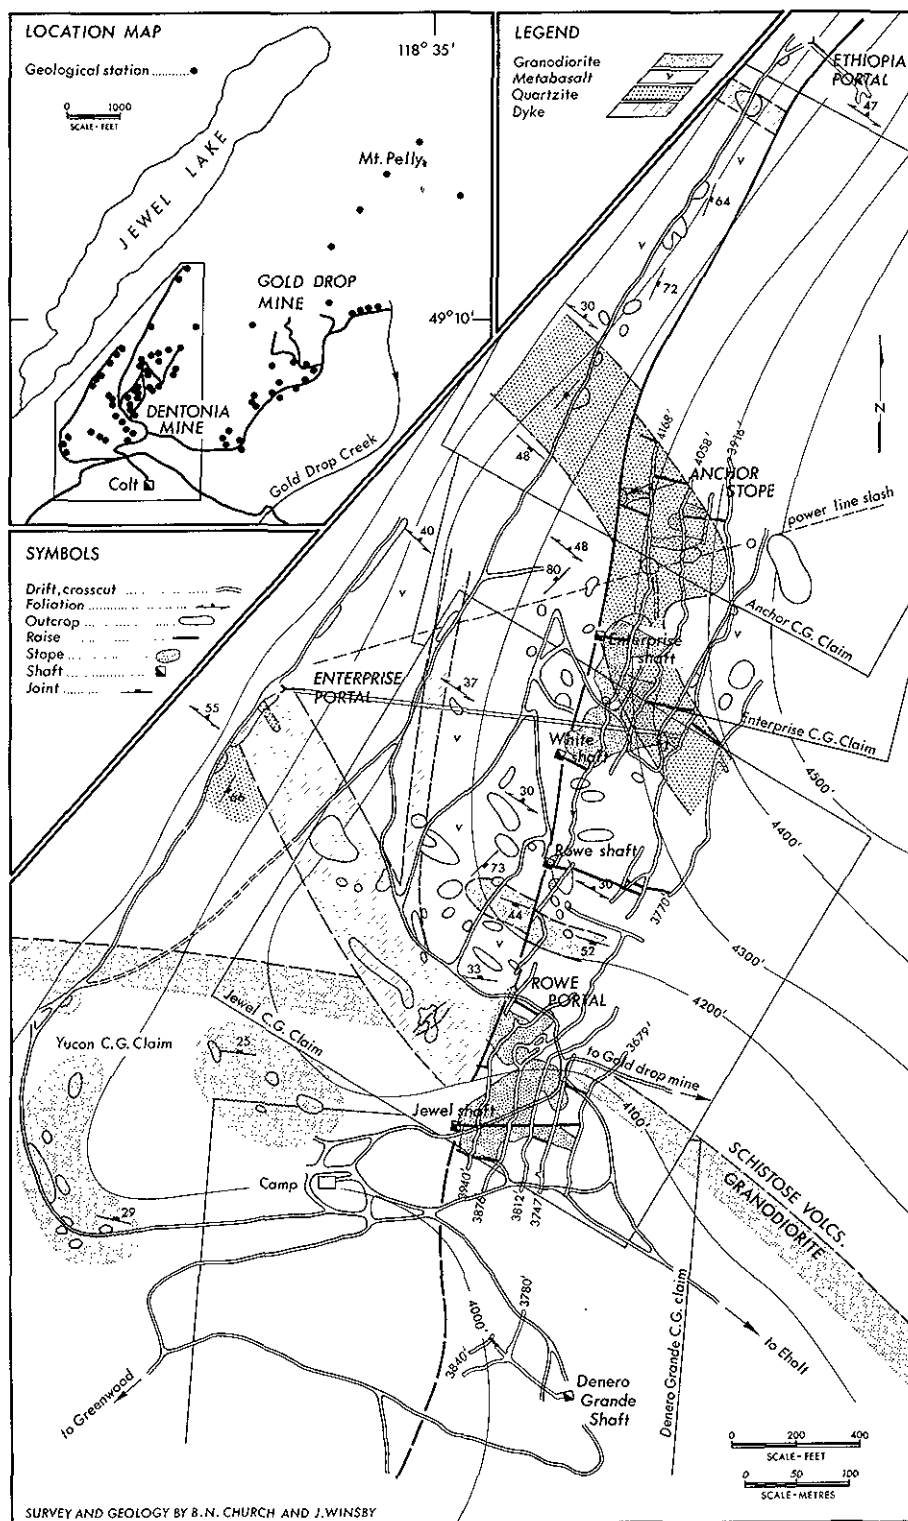 LOCATION MAP
118° 35'
Geological station
0 1000
SCALE-FEET
JEWEL LAKE
Mt. Pelly
GOLD DROP
MINE
49° 10'
DENTONIA
MINE
Colt
Gold Drop Creek
LEGEND
Granodiorite
Metabasalt
Quartzite
Dyke
v
SYMBOLS
Drift, crosscut
Foliation
Outcrop
Raise
Stope
Shaft
Joint
ETHIOPIA
PORTAL
47
v
64
v
72
30
N
48
4168'
4058'
3916'
ANCHOR
STOPE
power line slash
40
48
80
v
v
Anchor C.G. Claim
Enterprise
shaft
ENTERPRISE
PORTAL
37
55
v
White
shaft
Enterprise C.G. Claim
66
30
v
4500'
4400'
Rowe shaft
73
30
3770'
44
v
52
4300'
33
ROWE
PORTAL
4200'
Jewel C.G. Claim
Yucon C.G. Claim
25
3679'
to Gold drop mine
4100'
Jewel shaft
SCHISTOSE VOLCS.
GRANODIORITE
Camp
3940'
3876'
3812'
3747'
29
4000'
3780'
3840'
Denero Grande C.G. claim
to Eholt
Denero
Grande
Shaft
to Greenwood
0 200 400
SCALE-FEET
0 50 100
SCALE-METRES
SURVEY AND GEOLOGY BY B.N. CHURCH AND J. WINSBY